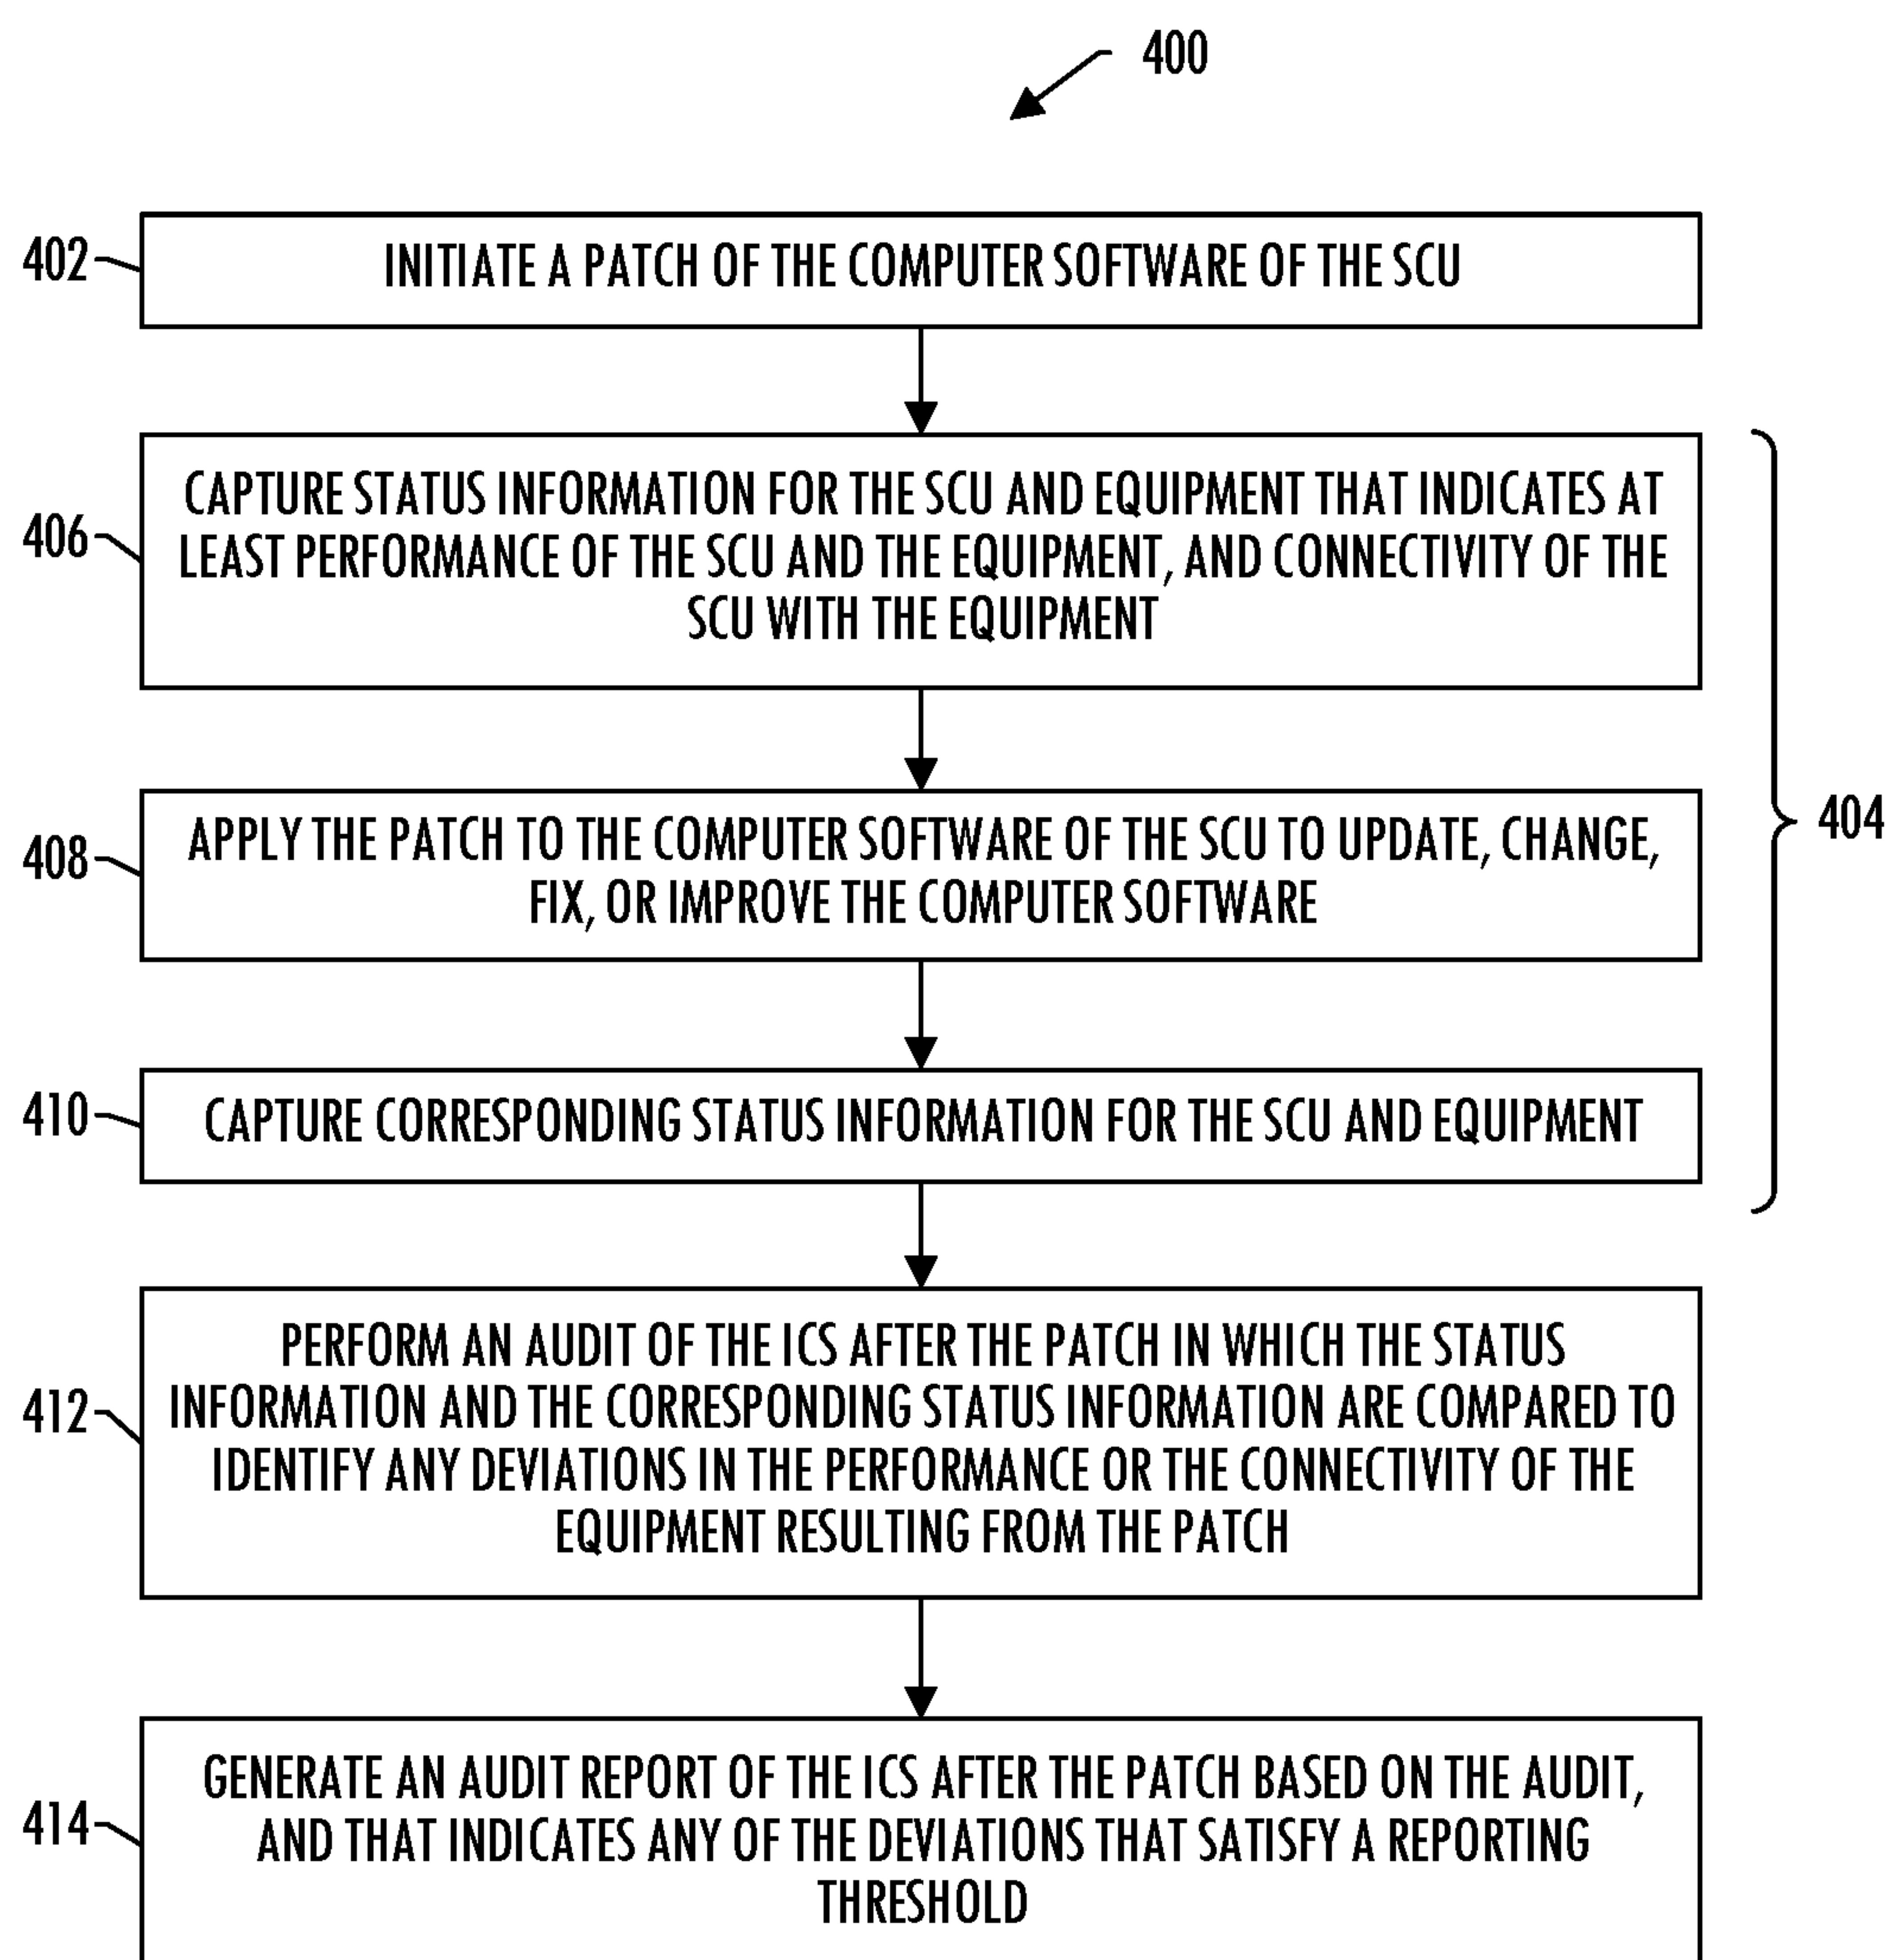 400
402
INITIATE A PATCH OF THE COMPUTER SOFTWARE OF THE SCU
404
406
CAPTURE STATUS INFORMATION FOR THE SCU AND EQUIPMENT THAT INDICATES AT
LEAST PERFORMANCE OF THE SCU AND THE EQUIPMENT, AND CONNECTIVITY OF THE
SCU WITH THE EQUIPMENT
408
APPLY THE PATCH TO THE COMPUTER SOFTWARE OF THE SCU TO UPDATE, CHANGE,
FIX, OR IMPROVE THE COMPUTER SOFTWARE
410
CAPTURE CORRESPONDING STATUS INFORMATION FOR THE SCU AND EQUIPMENT
412
PERFORM AN AUDIT OF THE ICS AFTER THE PATCH IN WHICH THE STATUS
INFORMATION AND THE CORRESPONDING STATUS INFORMATION ARE COMPARED TO
IDENTIFY ANY DEVIATIONS IN THE PERFORMANCE OR THE CONNECTIVITY OF THE
EQUIPMENT RESULTING FROM THE PATCH
414
GENERATE AN AUDIT REPORT OF THE ICS AFTER THE PATCH BASED ON THE AUDIT,
AND THAT INDICATES ANY OF THE DEVIATIONS THAT SATISFY A REPORTING
THRESHOLD